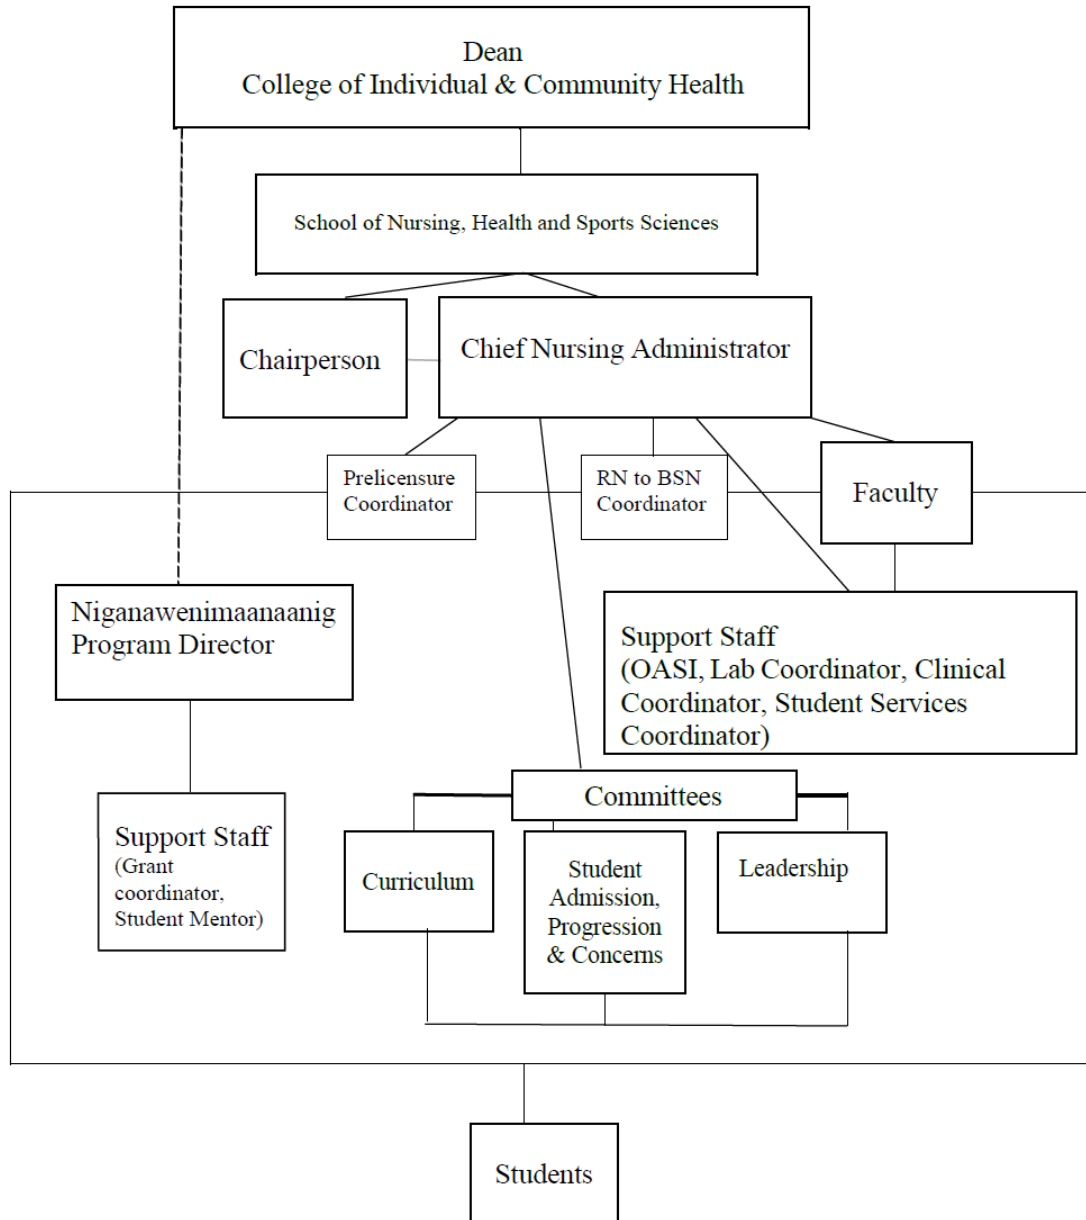 Dean
College of Individual & Community Health
School of Nursing, Health and Sports Sciences
Chairperson
Chief Nursing Administrator
Prelicensure
Coordinator
RN to BSN
Coordinator
Faculty
Niganawenimaanaanig
Program Director
Support Staff
(OASI, Lab Coordinator, Clinical
Coordinator, Student Services
Coordinator)
Support Staff
(Grant
coordinator,
Student Mentor)
Committees
Curriculum
Student
Admission,
Progression
& Concerns
Leadership
Students